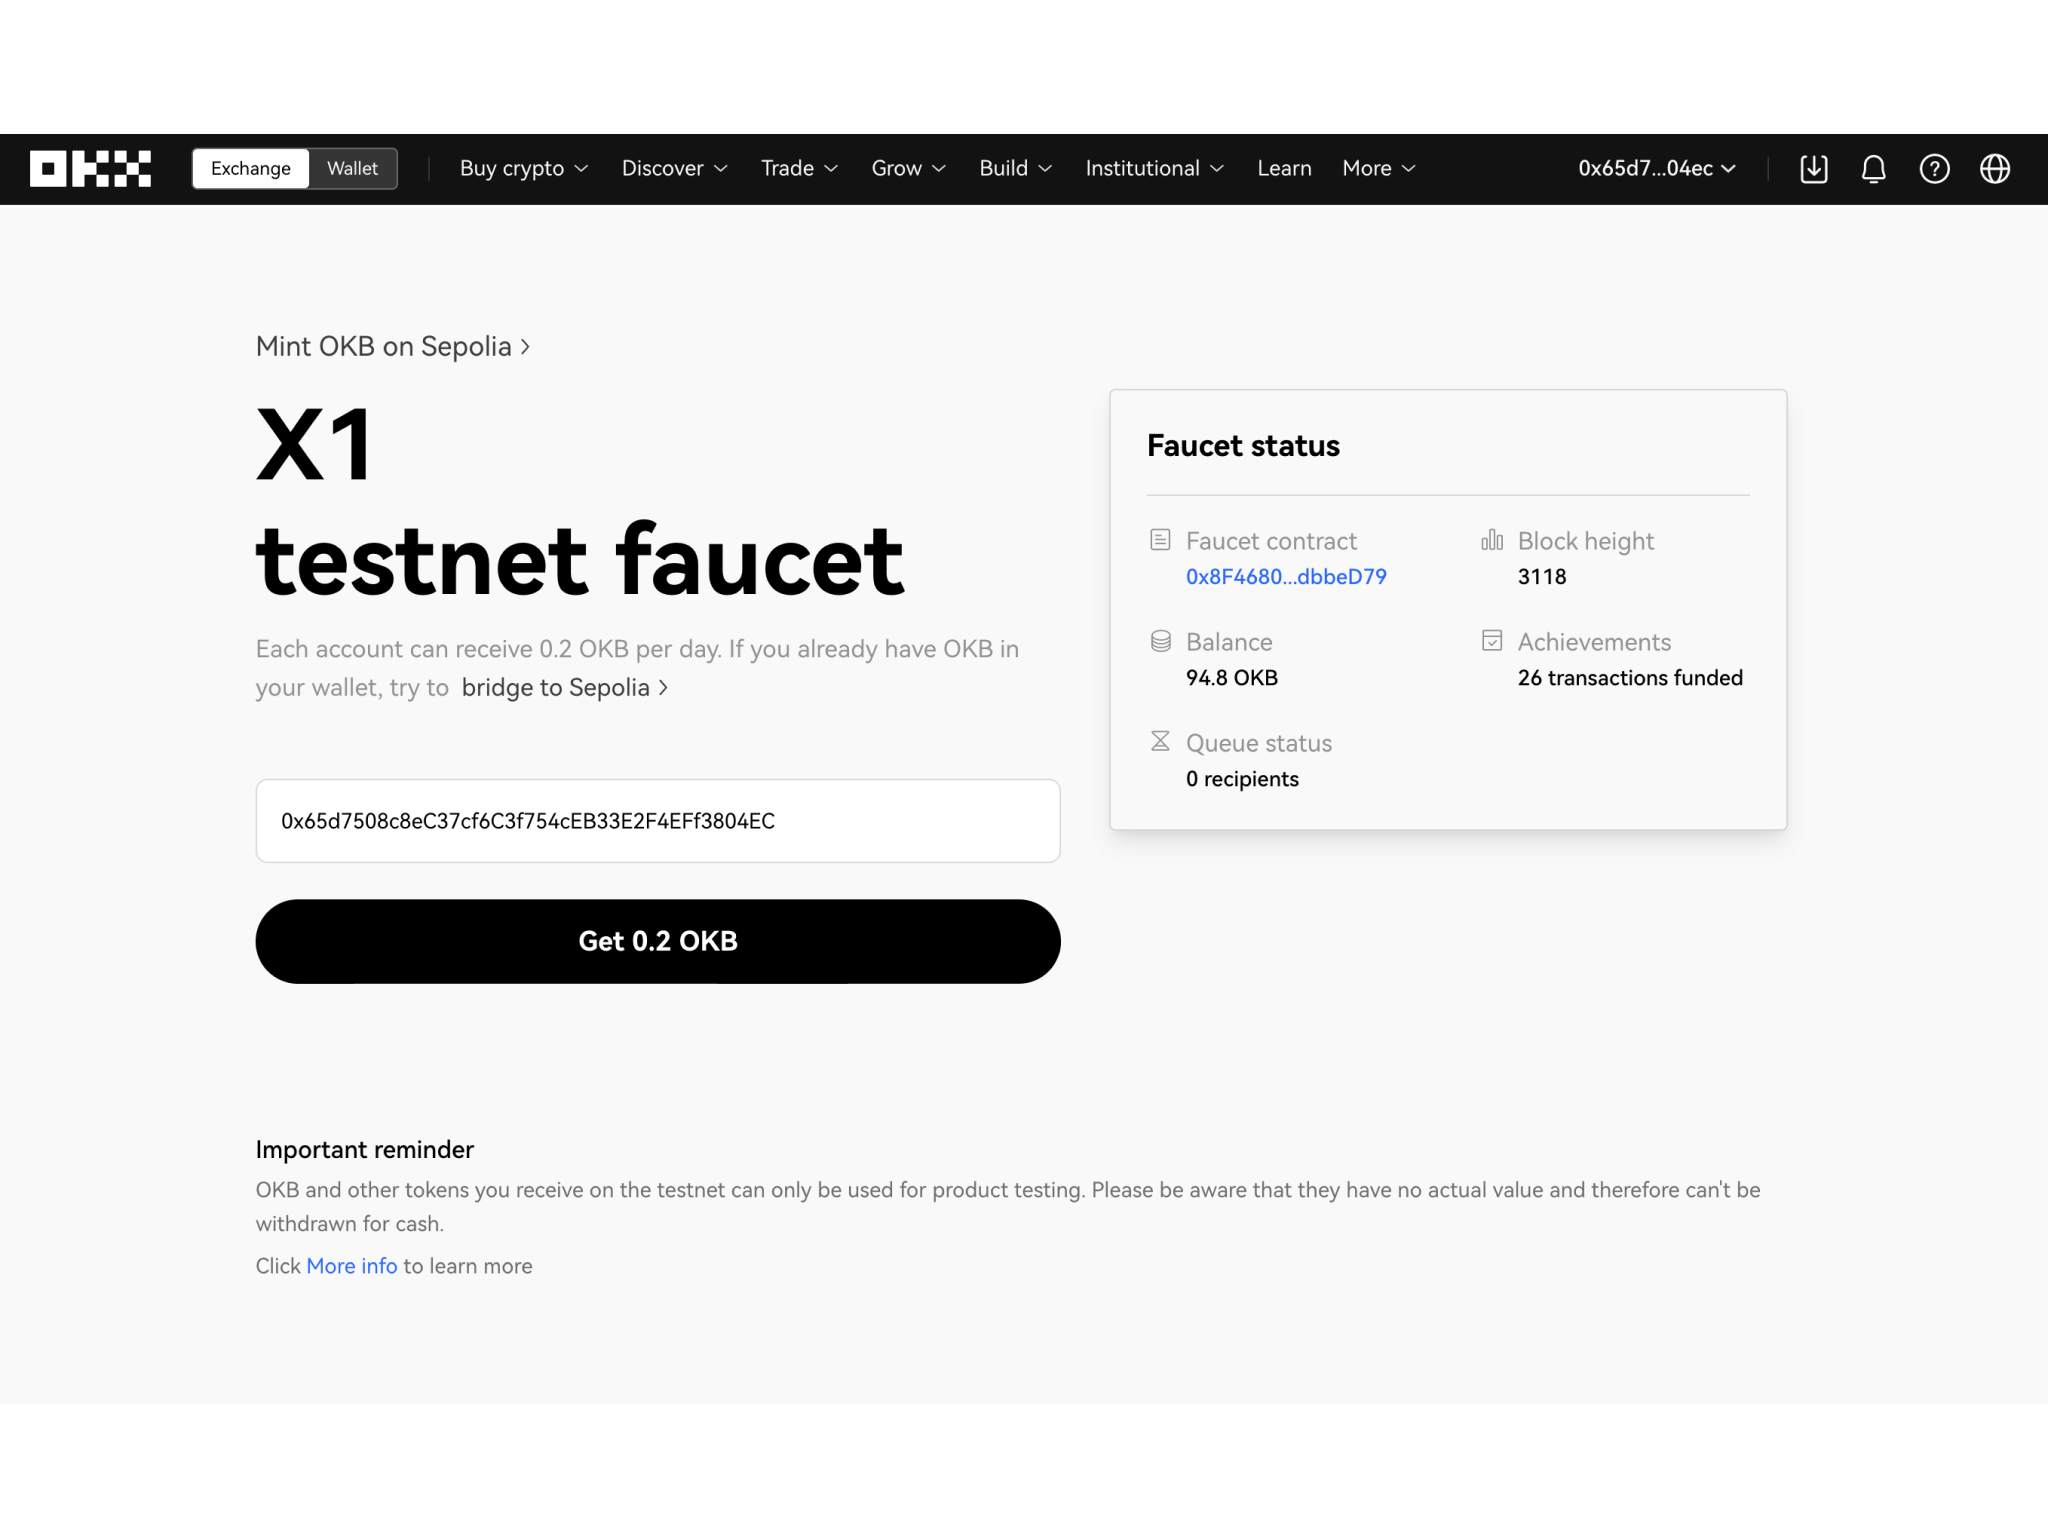 OKX
Exchange Wallet Buy crypto Discover Trade Grow Build Institutional Learn More 0x65d7...04ec
Mint OKB on Sepolia
X1
testnet faucet
Each account can receive 0.2 OKB per day. If you already have OKB in
your wallet, try to bridge to Sepolia
0x65d7508c8eC37cf6C3f754cEB33E2F4EFf3804EC
Get 0.2 OKB
Faucet status
Faucet contract
0x8F4680...dbbeD79
Block height
3118
Balance
94.8 OKB
Achievements
26 transactions funded
Queue status
0 recipients
Important reminder
OKB and other tokens you receive on the testnet can only be used for product testing. Please be aware that they have no actual value and therefore can't be
withdrawn for cash.
Click More info to learn more